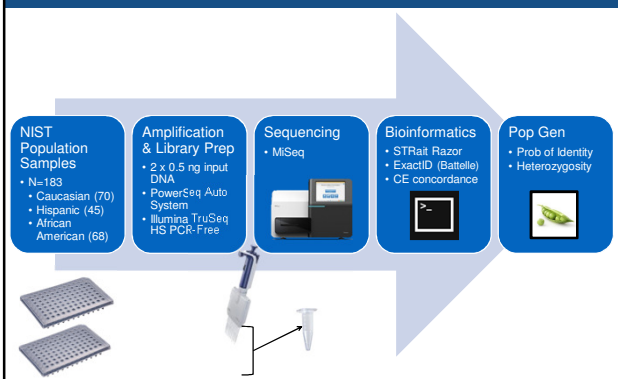 NIST
Population
Samples
• N=183
• Caucasian (70)
• Hispanic (45)
• African
American (68)
Amplification
& Library Prep
• 2 x 0.5 ng input
DNA
• PowerSeq Auto
System
• Illumina TruSeq
HS PCR-Free
Sequencing
• MiSeq
Bioinformatics
• STRait Razor
• ExactID (Battelle)
• CE concordance
>_
Pop Gen
• Prob of Identity
• Heterozygosity